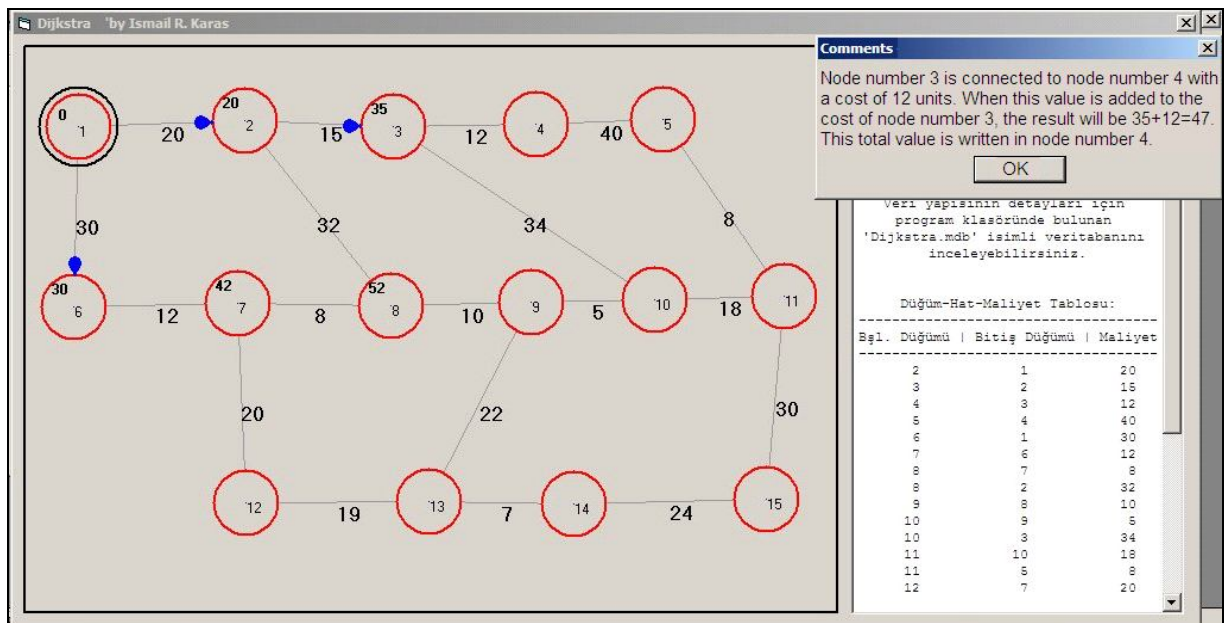 Dijkstra 'by Ismail R. Karas
Comments
Node number 3 is connected to node number 4 with
a cost of 12 units. When this value is added to the
cost of node number 3, the result will be 35+12=47.
This total value is written in node number 4.
OK
0
'1
20
20
'2
15
35
'3
12
'4
40
'5
30
32
34
8
30
'6
12
42
'7
8
52
'8
10
'9
5
'10
18
'11
20
22
30
'12
19
'13
7
'14
24
'15
Veri yapısının detayları için
program klasöründe bulunan
'Dijkstra.mdb' isimli veritabanını
inceleyebilirsiniz.
Düğüm-Hat-Maliyet Tablosu:
Bşl. Düğümü | Bitiş Düğümü | Maliyet
2 1 20
3 2 15
4 3 12
5 4 40
6 1 30
7 6 12
8 7 8
8 2 32
9 8 10
10 9 5
10 3 34
11 10 18
11 5 8
12 7 20